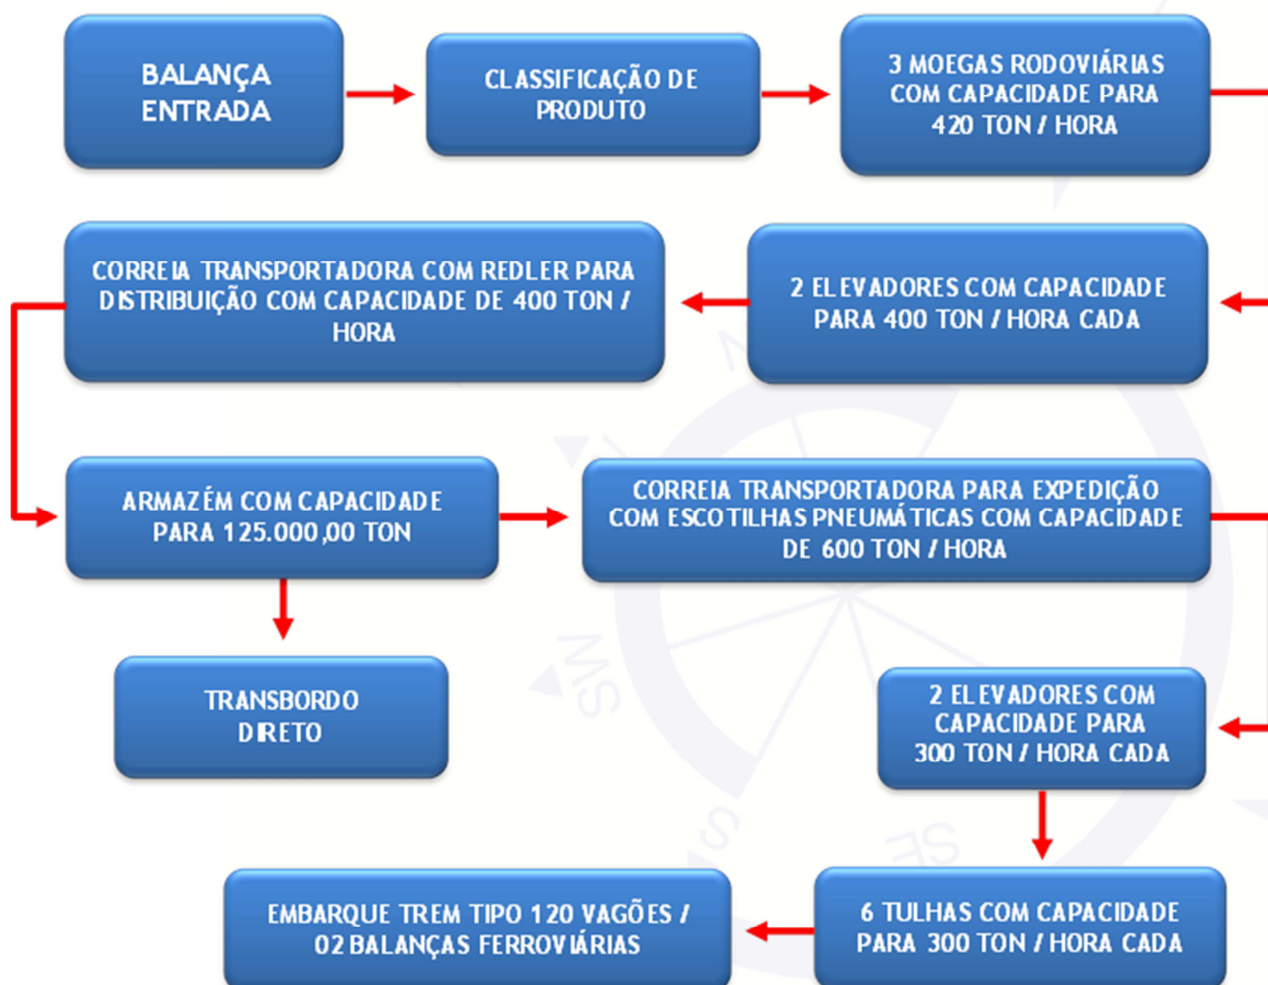 BALANÇA
ENTRADA
CLASSIFICAÇÃO DE
PRODUTO
3 MOEGAS RODOVIÁRIAS
COM CAPACIDADE PARA
420 TON / HORA
2 ELEVADORES COM CAPACIDADE
PARA 400 TON / HORA CADA
CORREIA TRANSPORTADORA COM REDLER PARA
DISTRIBUIÇÃO COM CAPACIDADE DE 400 TON /
HORA
ARMAZÉM COM CAPACIDADE
PARA 125.000,00 TON
CORREIA TRANSPORTADORA PARA EXPEDIÇÃO
COM ESCOTILHAS PNEUMÁTICAS COM CAPACIDADE
DE 600 TON / HORA
TRANSBORDO
DIRETO
2 ELEVADORES COM
CAPACIDADE PARA
300 TON / HORA CADA
6 TULHAS COM CAPACIDADE
PARA 300 TON / HORA CADA
EMBARQUE TREM TIPO 120 VAGÕES /
02 BALANÇAS FERROVIÁRIAS
N
SW
S
SE